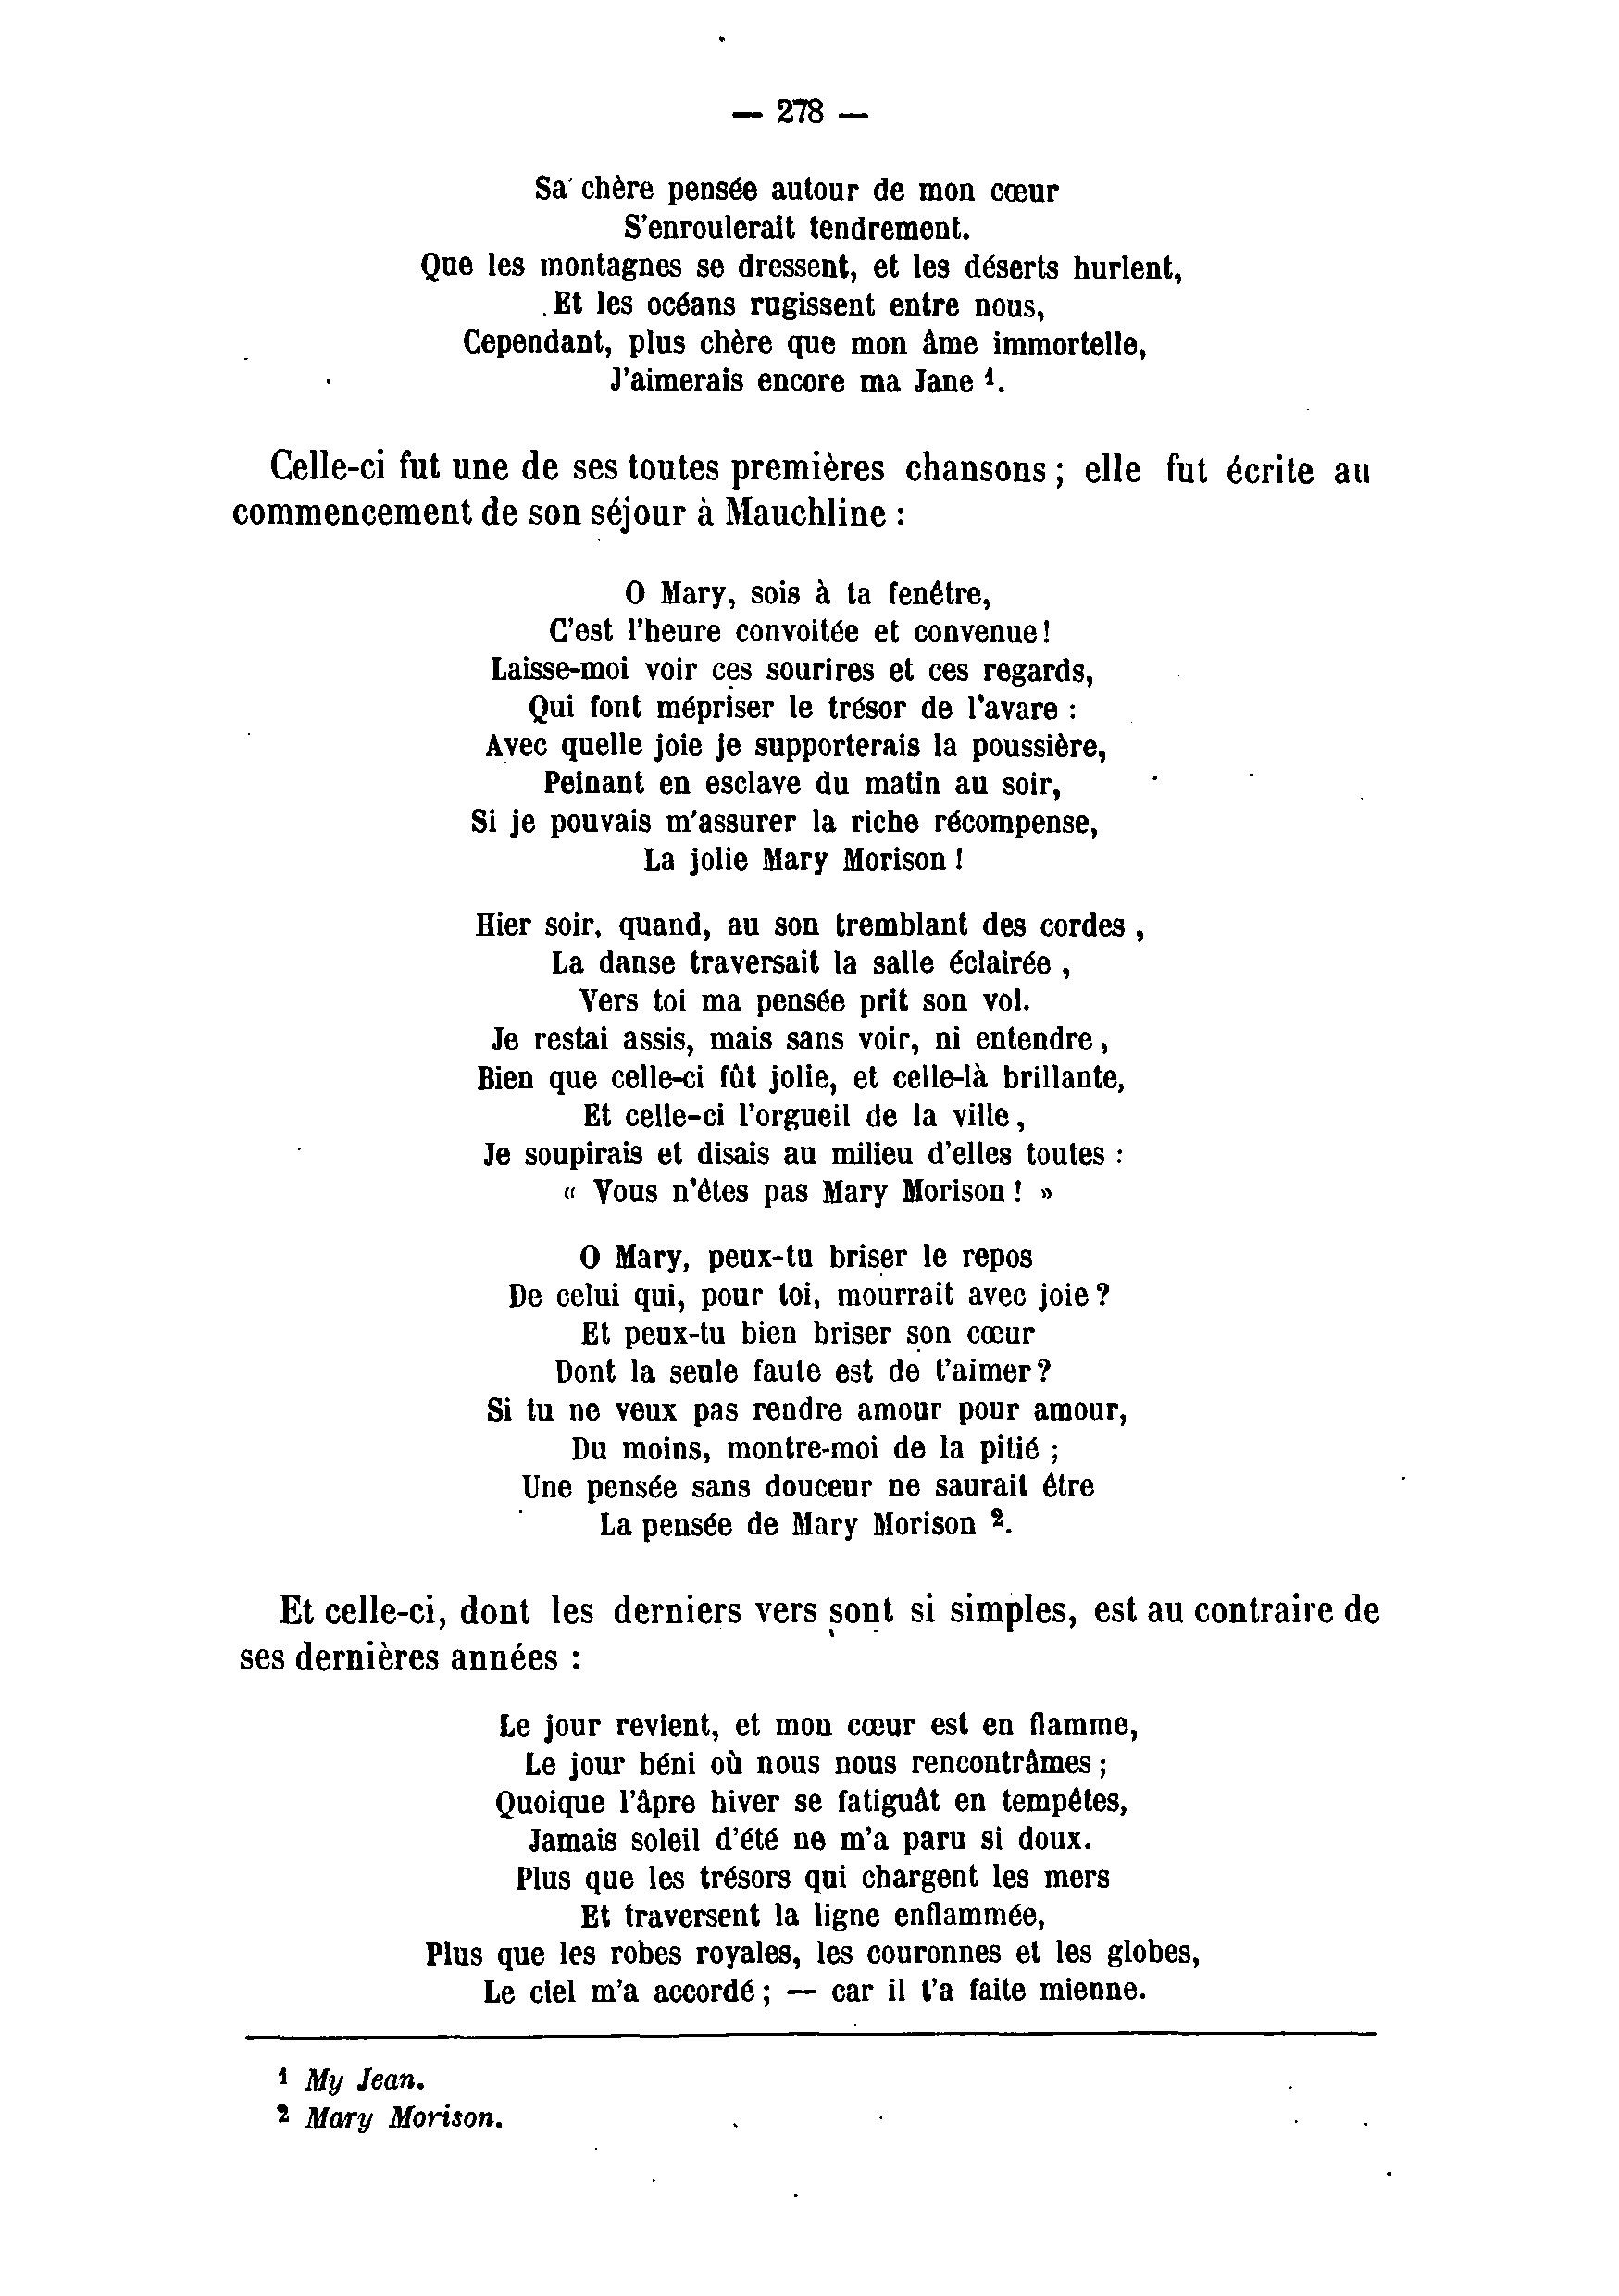 — 278 —
Sa chère pensée autour de mon cœur
S'enroulerait tendrement.
Que les montagnes se dressent, et les déserts hurlent,
Et les océans rugissent entre nous,
Cependant, plus chère que mon âme immortelle,
J'aimerais encore ma Jane 1.
Celle-ci fut une de ses toutes premières chansons ; elle fut écrite au
commencement de son séjour à Mauchline :
O Mary, sois à ta fenêtre,
C'est l'heure convoitée et convenue!
Laisse-moi voir ces sourires et ces regards,
Qui font mépriser le trésor de l'avare :
Avec quelle joie je supporterais la poussière,
Peinant en esclave du matin au soir,
Si je pouvais m'assurer la riche récompense,
La jolie Mary Morison !
Hier soir, quand, au son tremblant des cordes ,
La danse traversait la salle éclairée ,
Vers toi ma pensée prit son vol.
Je restai assis, mais sans voir, ni entendre ,
Bien que celle-ci fût jolie, et celle-là brillante,
Et celle-ci l'orgueil de la ville ,
Je soupirais et disais au milieu d'elles toutes :
« Vous n'êtes pas Mary Morison ! »
O Mary, peux-tu briser le repos
De celui qui, pour toi, mourrait avec joie ?
Et peux-tu bien briser son cœur
Dont la seule faute est de t'aimer?
Si tu ne veux pas rendre amour pour amour,
Du moins, montre-moi de la pitié ;
Une pensée sans douceur ne saurait être
La pensée de Mary Morison 2.
Et celle-ci, dont les derniers vers sont si simples, est au contraire de
ses dernières années :
Le jour revient, et mon cœur est en flamme,
Le jour béni où nous nous rencontrâmes ;
Quoique l'âpre hiver se fatiguât en tempêtes,
Jamais soleil d'été ne m'a paru si doux.
Plus que les trésors qui chargent les mers
Et traversent la ligne enflammée,
Plus que les robes royales, les couronnes et les globes,
Le ciel m'a accordé ; — car il t'a faite mienne.
1 My Jean.
2 Mary Morison.